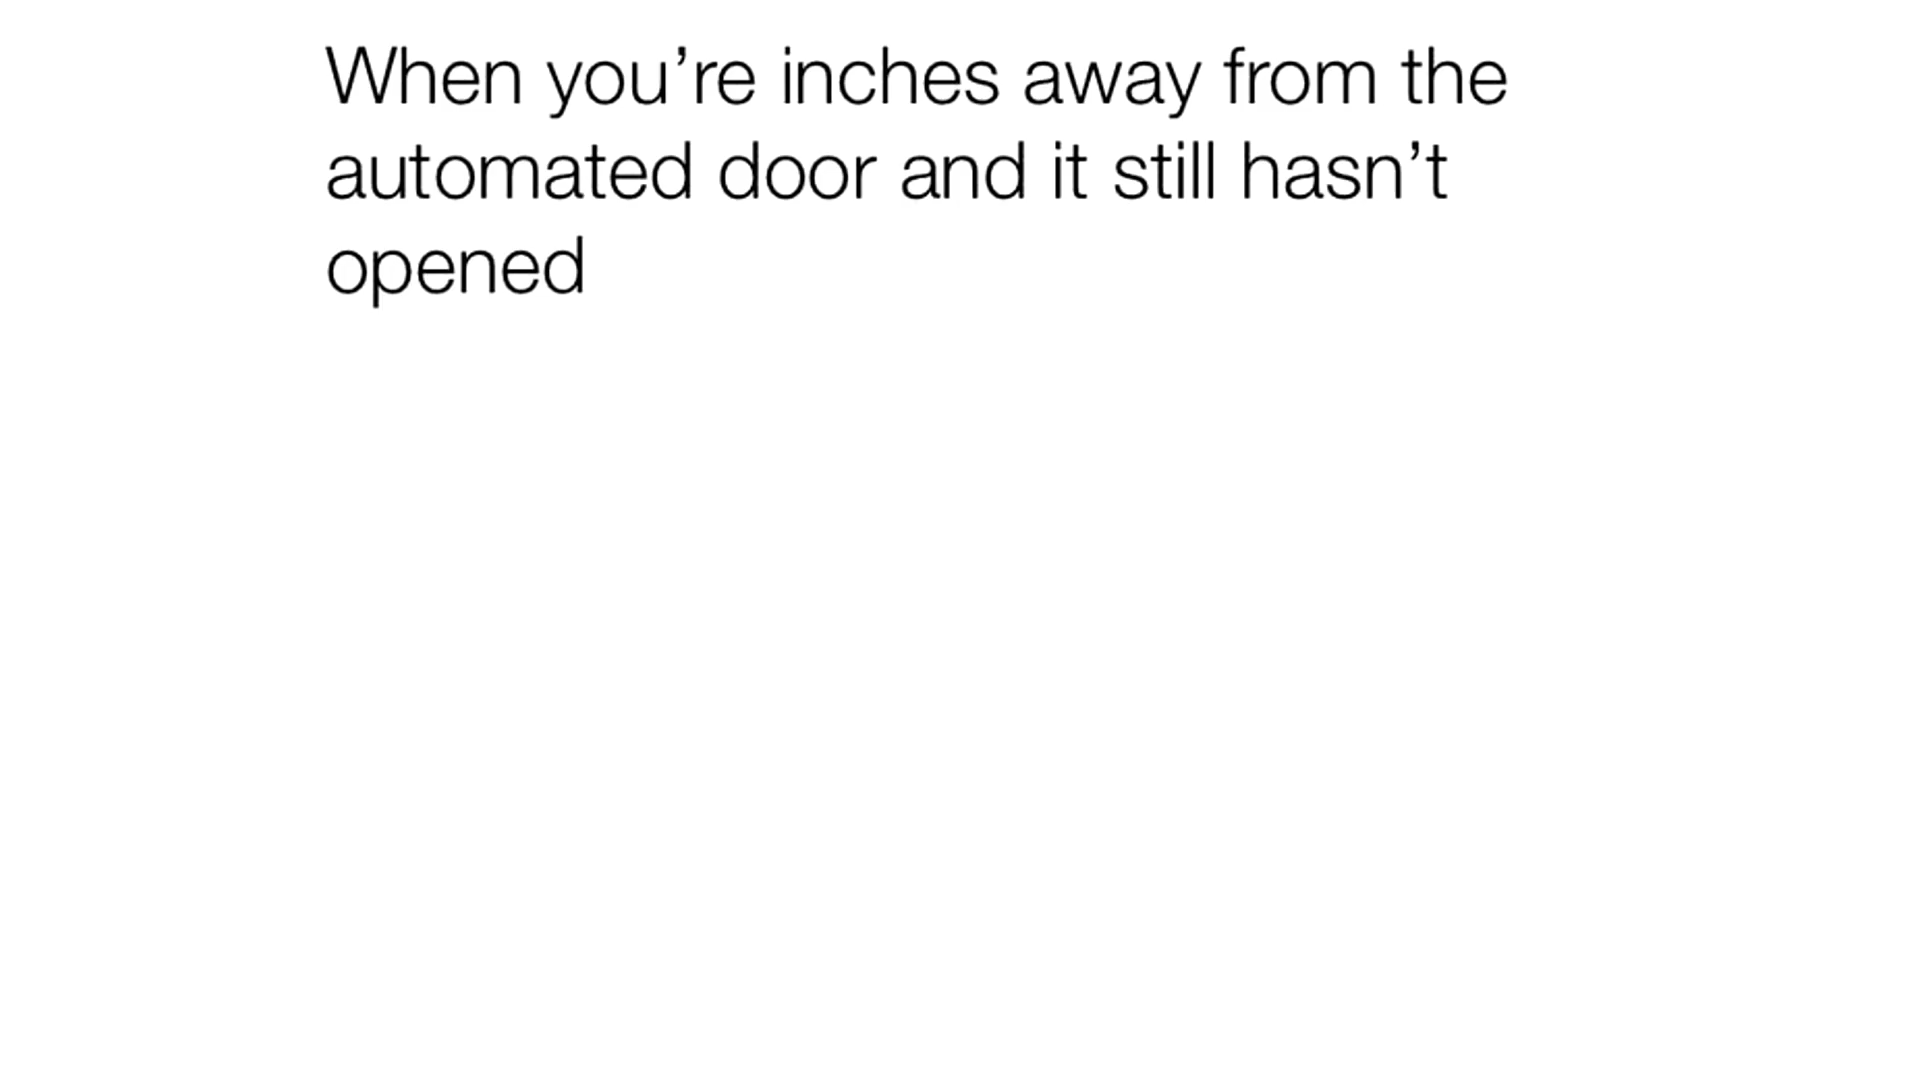 When you’re inches away from the
automated door and it still hasn’t
opened